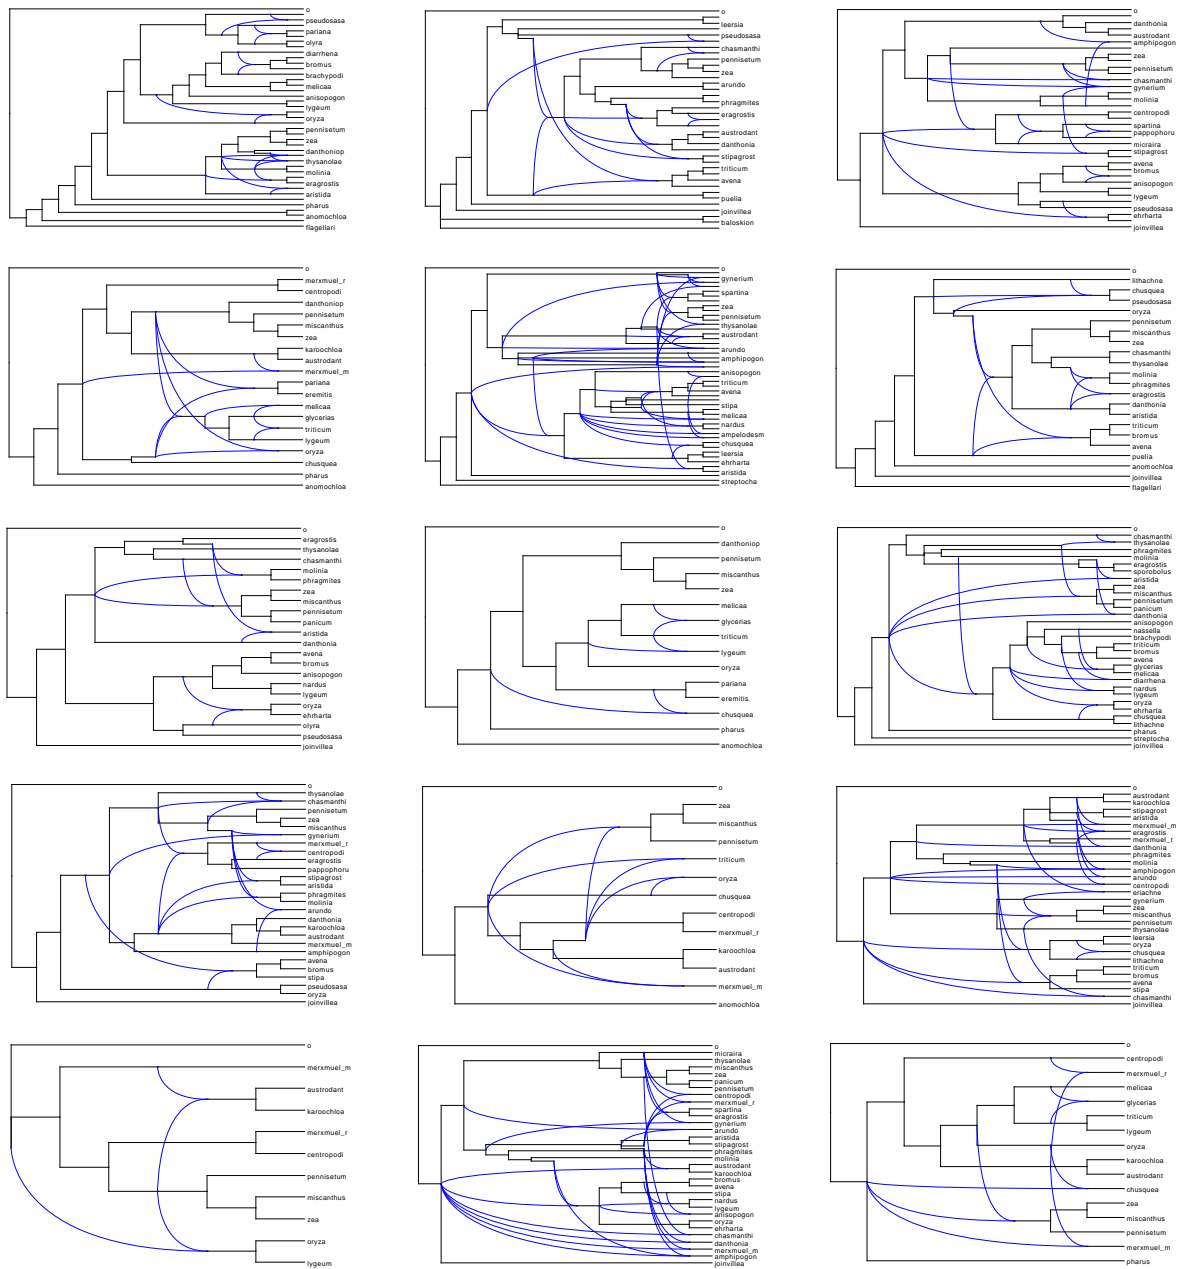 o
pseudosasa
pariana
olyra
diarrhena
bromus
brachypodi
melicaa
anisopogon
lygeum
oryza
pennisetum
zea
danthoniop
thysanolae
molinia
eragrostis
aristida
pharus
anomochloa
flagellari
o
leersia
pseudosasa
chasmanthi
pennisetum
zea
arundo
phragmites
eragrostis
austrodant
danthonia
stipagrost
triticum
avena
puelia
joinvillea
baloskion
o
danthonia
austrodant
amphipogon
zea
pennisetum
chasmanthi
gynerium
molinia
centropodi
spartina
pappophoru
micraira
stipagrost
avena
bromus
anisopogon
lygeum
pseudosasa
ehrharta
joinvillea
o
merxmuel_r
centropodi
danthoniop
pennisetum
miscanthus
zea
karoochloa
austrodant
merxmuel_m
pariana
eremitis
melicaa
glycerias
triticum
lygeum
oryza
chusquea
pharus
anomochloa
o
gynerium
spartina
zea
pennisetum
thysanolae
austrodant
arundo
amphipogon
anisopogon
triticum
avena
stipa
melicaa
nardus
ampelodesm
chusquea
leersia
ehrharta
aristida
streptocha
o
lithachne
chusquea
pseudosasa
oryza
pennisetum
miscanthus
zea
chasmanthi
thysanolae
molinia
phragmites
eragrostis
danthonia
aristida
triticum
bromus
avena
puelia
anomochloa
joinvillea
flagellari
o
eragrostis
thysanolae
chasmanthi
molinia
phragmites
zea
miscanthus
pennisetum
panicum
aristida
danthonia
avena
bromus
anisopogon
nardus
lygeum
oryza
ehrharta
olyra
pseudosasa
joinvillea
o
danthoniop
pennisetum
miscanthus
zea
melicaa
glycerias
triticum
lygeum
oryza
pariana
eremitis
chusquea
pharus
anomochloa
o
chasmanthi
thysanolae
phragmites
molinia
eragrostis
sporobolus
aristida
zea
miscanthus
pennisetum
panicum
danthonia
anisopogon
nassella
brachypodi
triticum
bromus
avena
glycerias
melicaa
diarrhena
nardus
lygeum
oryza
ehrharta
chusquea
lithachne
pharus
streptocha
joinvillea
o
thysanolae
chasmanthi
pennisetum
zea
miscanthus
gynerium
merxmuel_r
centropodi
eragrostis
pappophoru
stipagrost
aristida
phragmites
molinia
arundo
danthonia
karoochloa
austrodant
merxmuel_m
amphipogon
avena
bromus
stipa
pseudosasa
oryza
joinvillea
o
zea
miscanthus
pennisetum
triticum
oryza
chusquea
centropodi
merxmuel_r
karoochloa
austrodant
merxmuel_m
anomochloa
o
austrodant
karoochloa
stipagrost
aristida
merxmuel_m
eragrostis
merxmuel_r
danthonia
phragmites
molinia
amphipogon
arundo
centropodi
eriachne
gynerium
zea
miscanthus
pennisetum
thysanolae
leersia
oryza
chusquea
lithachne
triticum
bromus
avena
stipa
chasmanthi
joinvillea
o
merxmuel_m
austrodant
karoochloa
merxmuel_r
centropodi
pennisetum
miscanthus
zea
oryza
lygeum
o
micraira
thysanolae
miscanthus
zea
panicum
pennisetum
centropodi
merxmuel_r
spartina
eragrostis
gynerium
arundo
aristida
stipagrost
phragmites
molinia
austrodant
karoochloa
bromus
avena
stipa
nardus
lygeum
anisopogon
oryza
ehrharta
chasmanthi
danthonia
merxmuel_m
amphipogon
joinvillea
o
centropodi
merxmuel_r
melicaa
glycerias
triticum
lygeum
oryza
karoochloa
austrodant
chusquea
zea
miscanthus
pennisetum
merxmuel_m
pharus